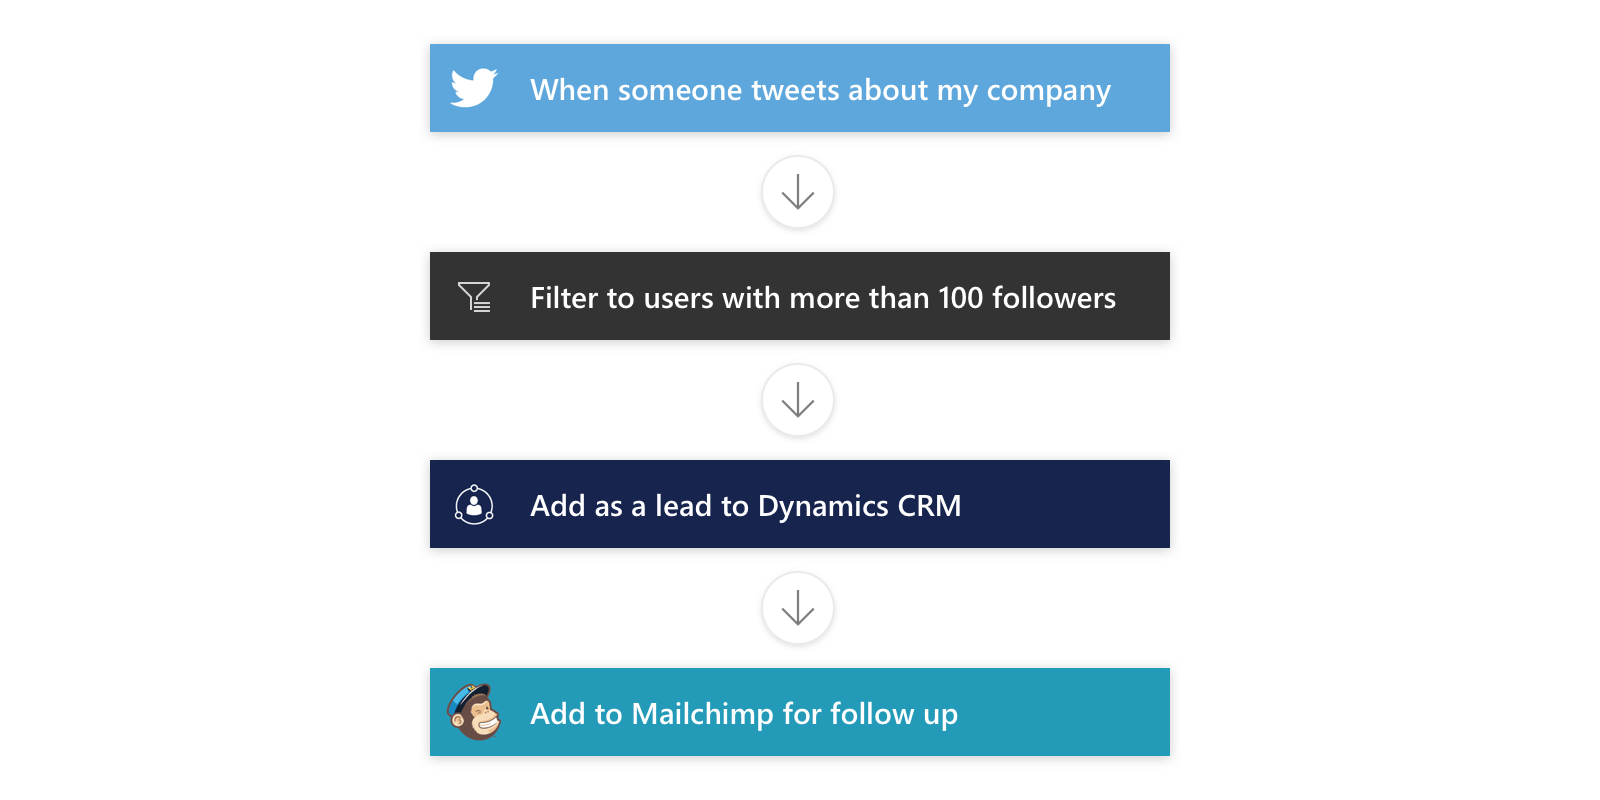 When someone tweets about my company
Filter to users with more than 100 followers
Add as a lead to Dynamics CRM
Add to Mailchimp for follow up